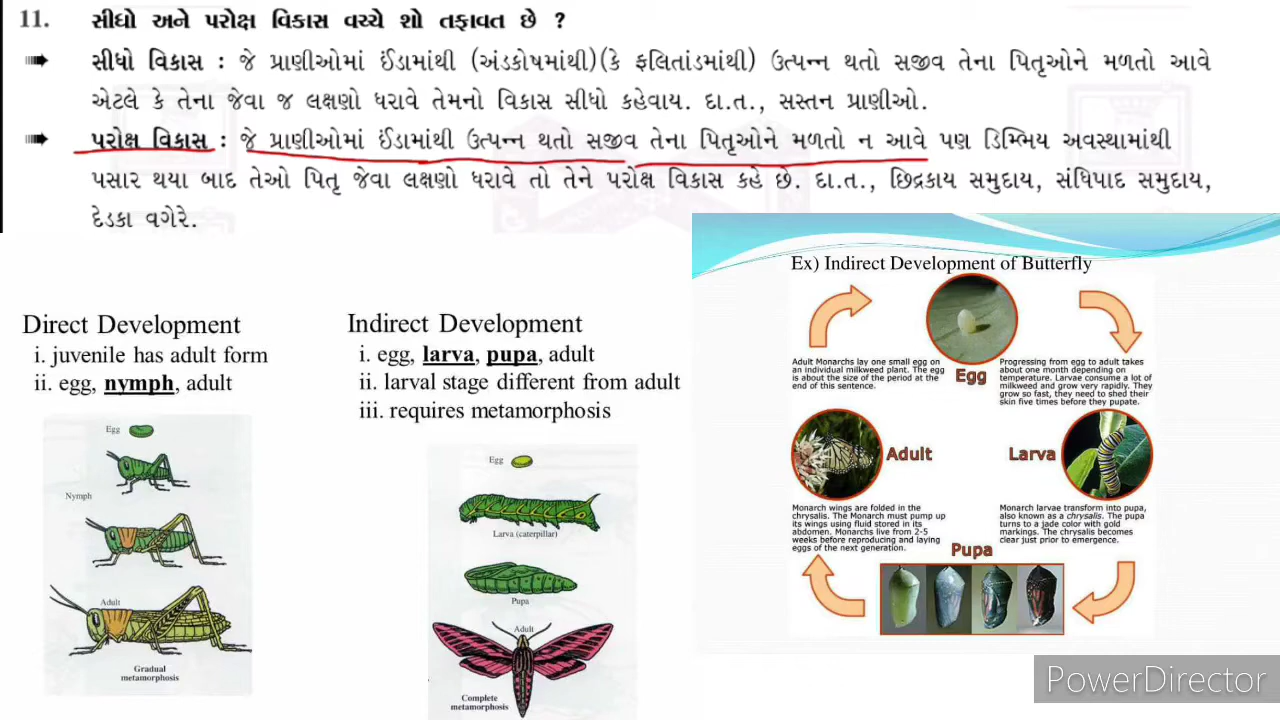 11. સીધો અને પરોક્ષ વિકાસ વચ્ચે શો તફાવત છે ?
➠ સીધો વિકાસ : જે પ્રાણીઓમાં ઈંડામાંથી (અંડકોષમાંથી)(કે ફલિતાંડમાંથી) ઉત્પન્ન થતો સજીવ તેના પિતૃઓને મળતો આવે
એટલે કે તેના જેવા જ લક્ષણો ધરાવે તેમનો વિકાસ સીધો કહેવાય. દા.ત., સસ્તન પ્રાણીઓ.
➠ પરોક્ષ વિકાસ : જે પ્રાણીઓમાં ઈંડામાંથી ઉત્પન્ન થતો સજીવ તેના પિતૃઓને મળતો ન આવે પણ ડિમ્ભિય અવસ્થામાંથી
પસાર થયા બાદ તેઓ પિતૃ જેવા લક્ષણો ધરાવે તો તેને પરોક્ષ વિકાસ કહે છે. દા.ત., છિદ્રકાય સમુદાય, સંધિપાદ સમુદાય,
દેડકા વગેરે.
Direct Development
i. juvenile has adult form
ii. egg, nymph, adult
Egg
Nymph
Adult
Gradual
metamorphosis
Indirect Development
i. egg, larva, pupa, adult
ii. larval stage different from adult
iii. requires metamorphosis
Egg
Larva (caterpillar)
Pupa
Adult
Complete
metamorphosis
Ex) Indirect Development of Butterfly
Adult Monarchs lay one small egg on
an individual milkweed plant. The egg
is about the size of the period at the
end of this sentence.
Egg
Progressing from egg to adult takes
about one month depending on
temperature. Larvae consume a lot of
milkweed and grow very rapidly. They
grow so fast, they need to shed their
skin five times before they pupate.
Adult
Larva
Monarch wings are folded in the
chrysalis. The Monarch must pump up
its wings using fluid stored in its
abdomen. Monarchs live from 2-5
weeks before reproducing and laying
eggs of the next generation.
Monarch larvae transform into pupa,
also known as a chrysalis. The pupa
turns to a jade color with gold
markings. The chrysalis becomes
clear just prior to emergence.
Pupa
PowerDirector